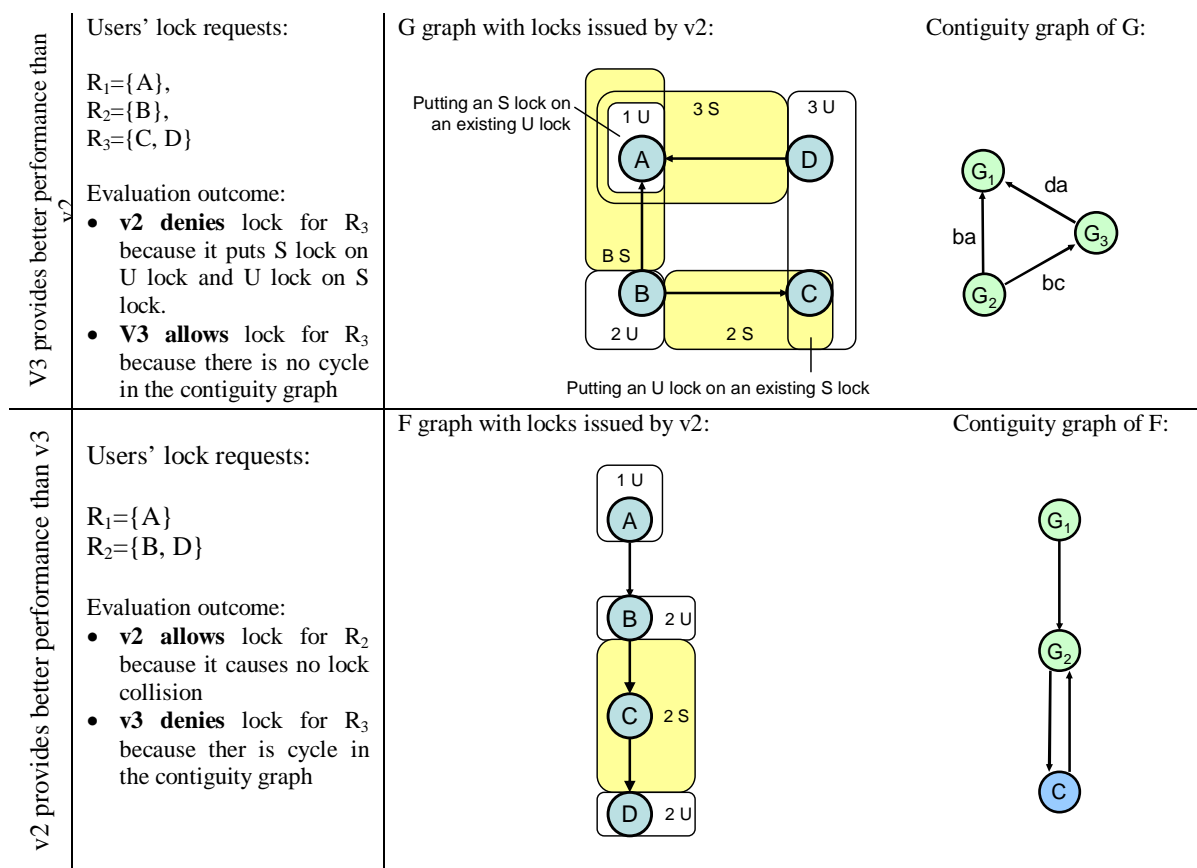 V3 provides better performance than
v2
Users’ lock requests:
R1={A},
R2={B},
R3={C, D}
Evaluation outcome:
• v2 denies lock for R3
because it puts S lock on
U lock and U lock on S
lock.
• V3 allows lock for R3
because there is no cycle
in the contiguity graph
G graph with locks issued by v2:
Putting an S lock on
an existing U lock
1 U
3 S
3 U
A
D
B S
B
C
2 U
2 S
Putting an U lock on an existing S lock
Contiguity graph of G:
G1
da
ba
G3
bc
G2
v2 provides better performance than v3
Users’ lock requests:
R1={A}
R2={B, D}
Evaluation outcome:
• v2 allows lock for R2
because it causes no lock
collision
• v3 denies lock for R3
because ther is cycle in
the contiguity graph
F graph with locks issued by v2:
1 U
A
B
2 U
C
2 S
D
2 U
Contiguity graph of F:
G1
G2
C